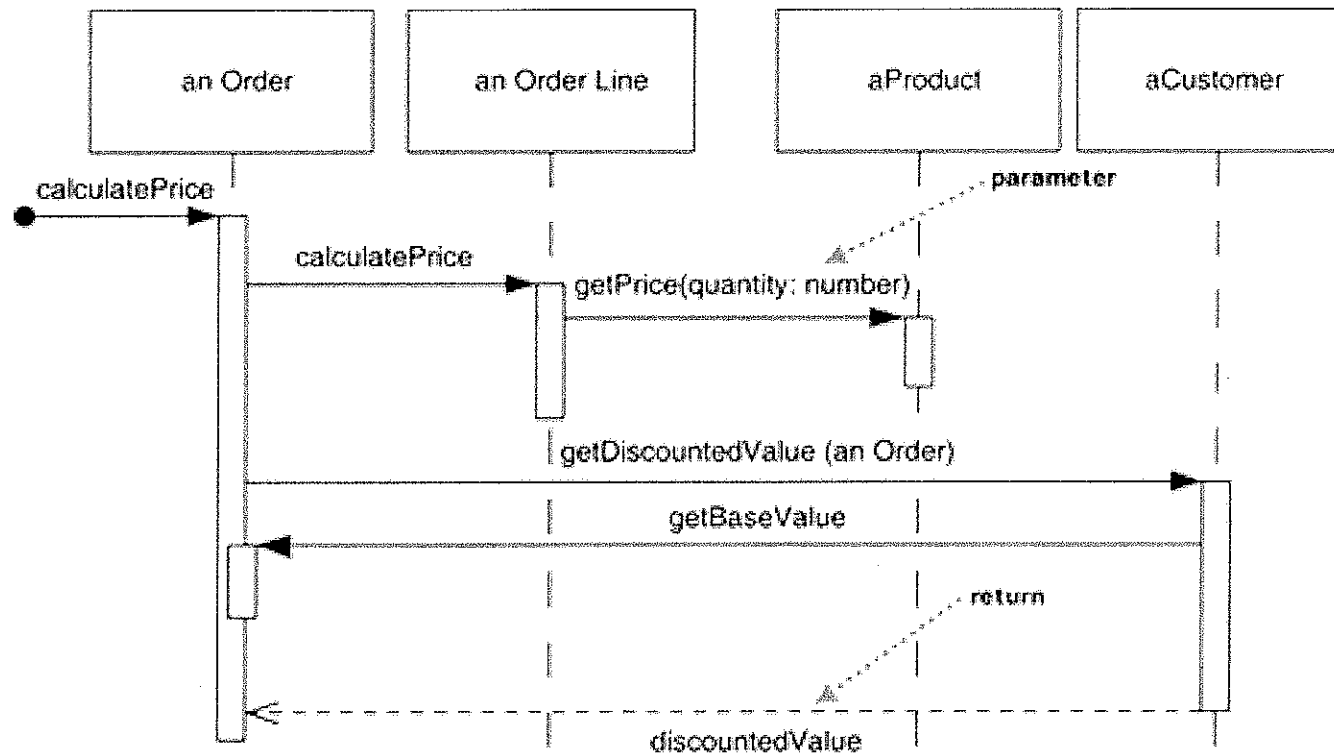 an Order
an Order Line
aProduct
aCustomer
parameter
calculatePrice
calculatePrice
getPrice(quantity: number)
getDiscountedValue (an Order)
getBaseValue
return
discountedValue